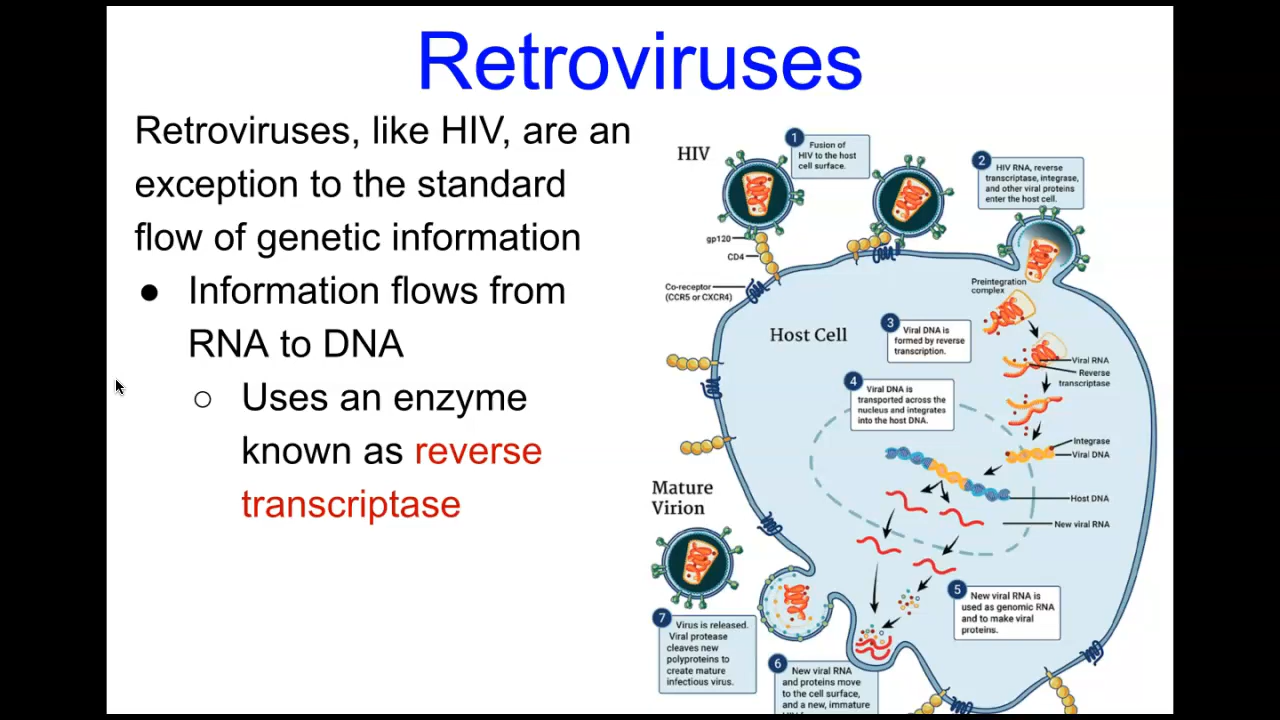 Retroviruses
Retroviruses, like HIV, are an
exception to the standard
flow of genetic information
● Information flows from
RNA to DNA
○ Uses an enzyme
known as reverse
transcriptase
HIV
1
Fusion of
HIV to the host
cell surface.
2
HIV RNA, reverse
transcriptase, integrase,
and other viral proteins
enter the host cell.
gp120
CD4
Co-receptor
(CCR5 or CXCR4)
Preintegration
complex
Host Cell
3
Viral DNA is
formed by reverse
transcription.
Viral RNA
Reverse
transcriptase
4
Viral DNA is
transported across the
nucleus and integrates
into the host DNA.
Integrase
Viral DNA
Host DNA
New viral RNA
Mature
Virion
5
New viral RNA is
used as genomic RNA
and to make viral
proteins.
7
Virus is released.
Viral protease
cleaves new
polyproteins to
create mature
infectious virus.
6
New viral RNA
and proteins move
to the cell surface,
and a new, immature